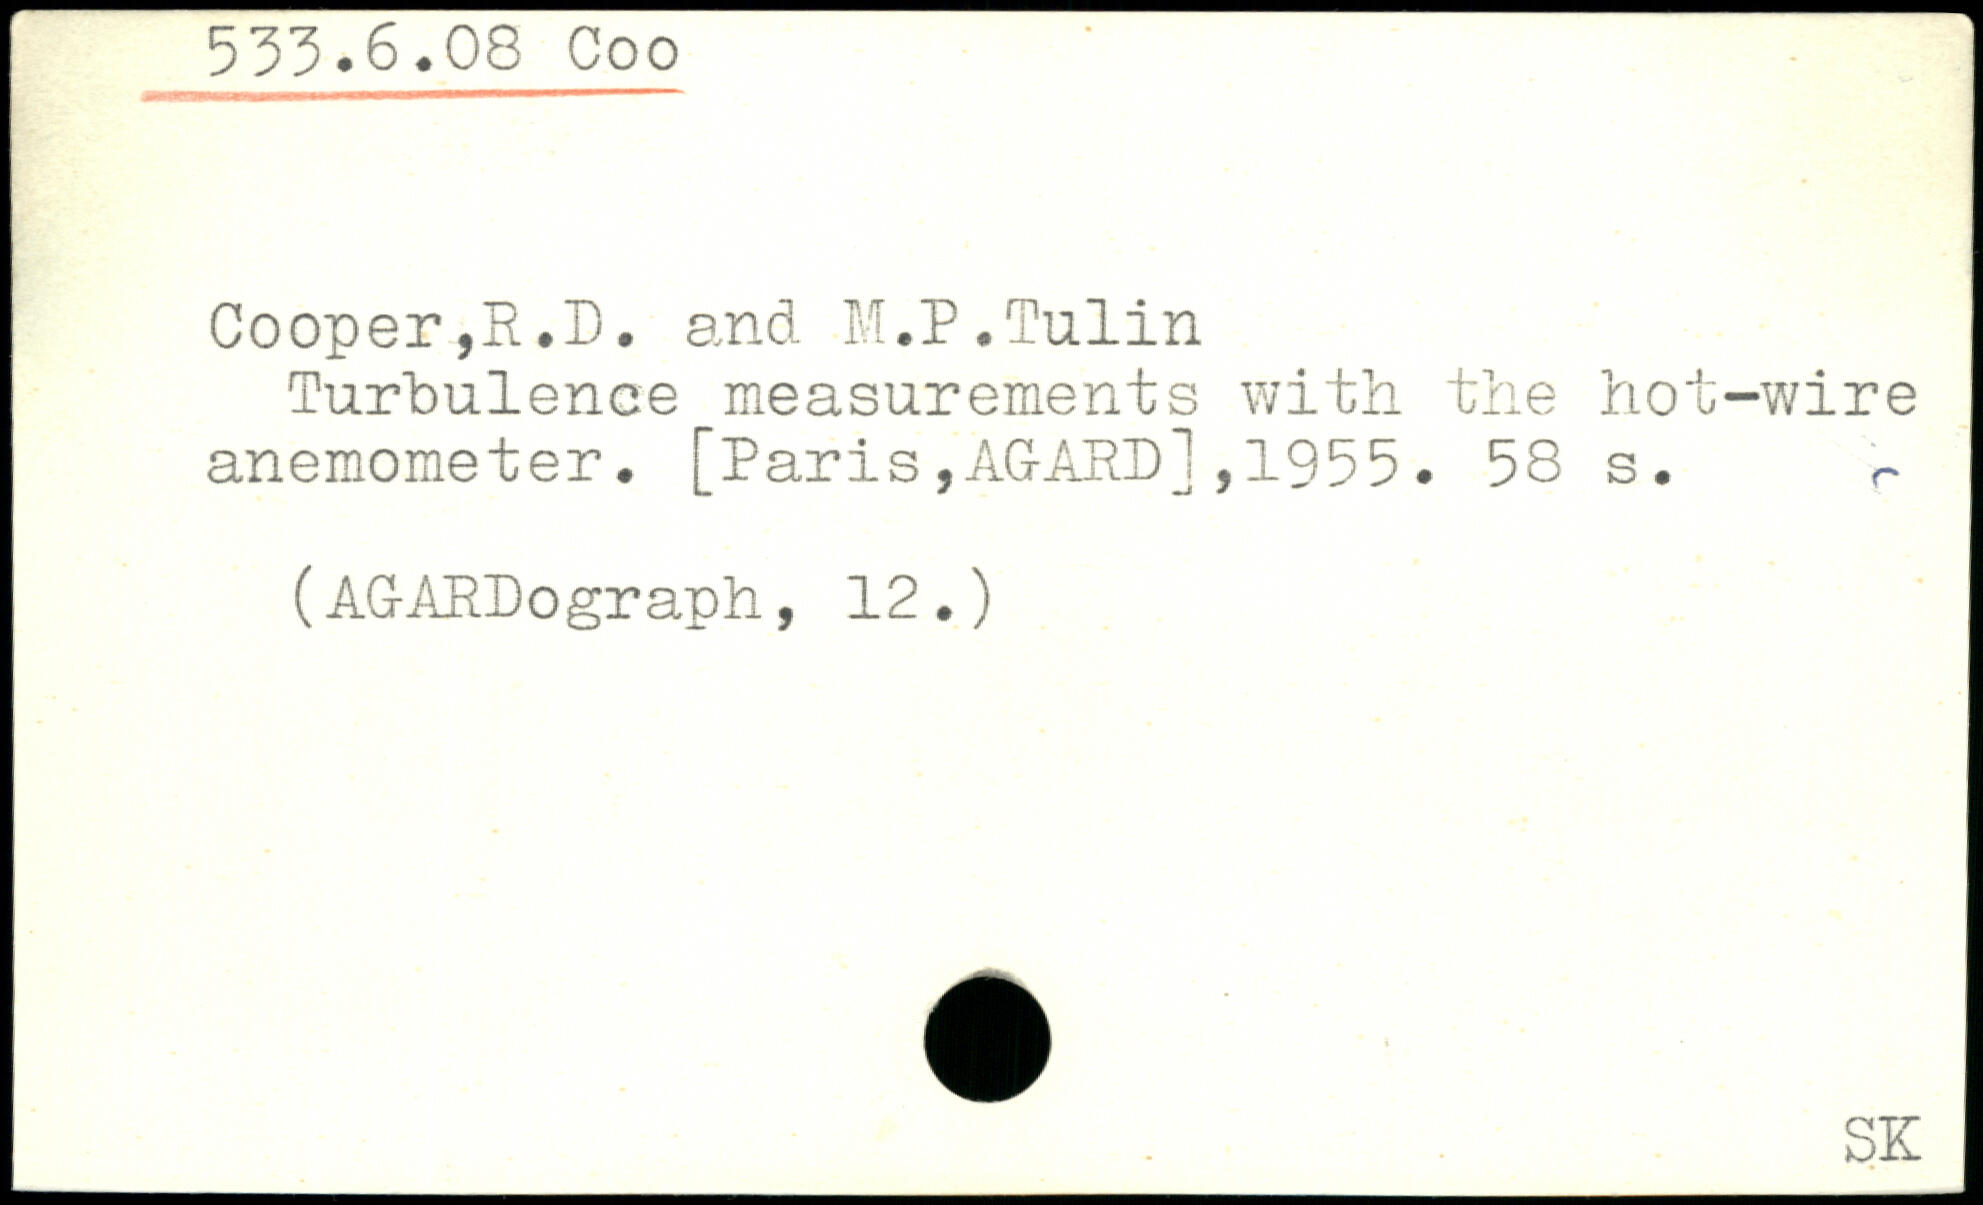 533.6.08 Coo
Cooper,R.D. and M.P.Tulin
Turbulence measurements with the hot-wire
anemometer. [Paris,AGARD],1955. 58 s.
(AGARDograph, 12.)
SK